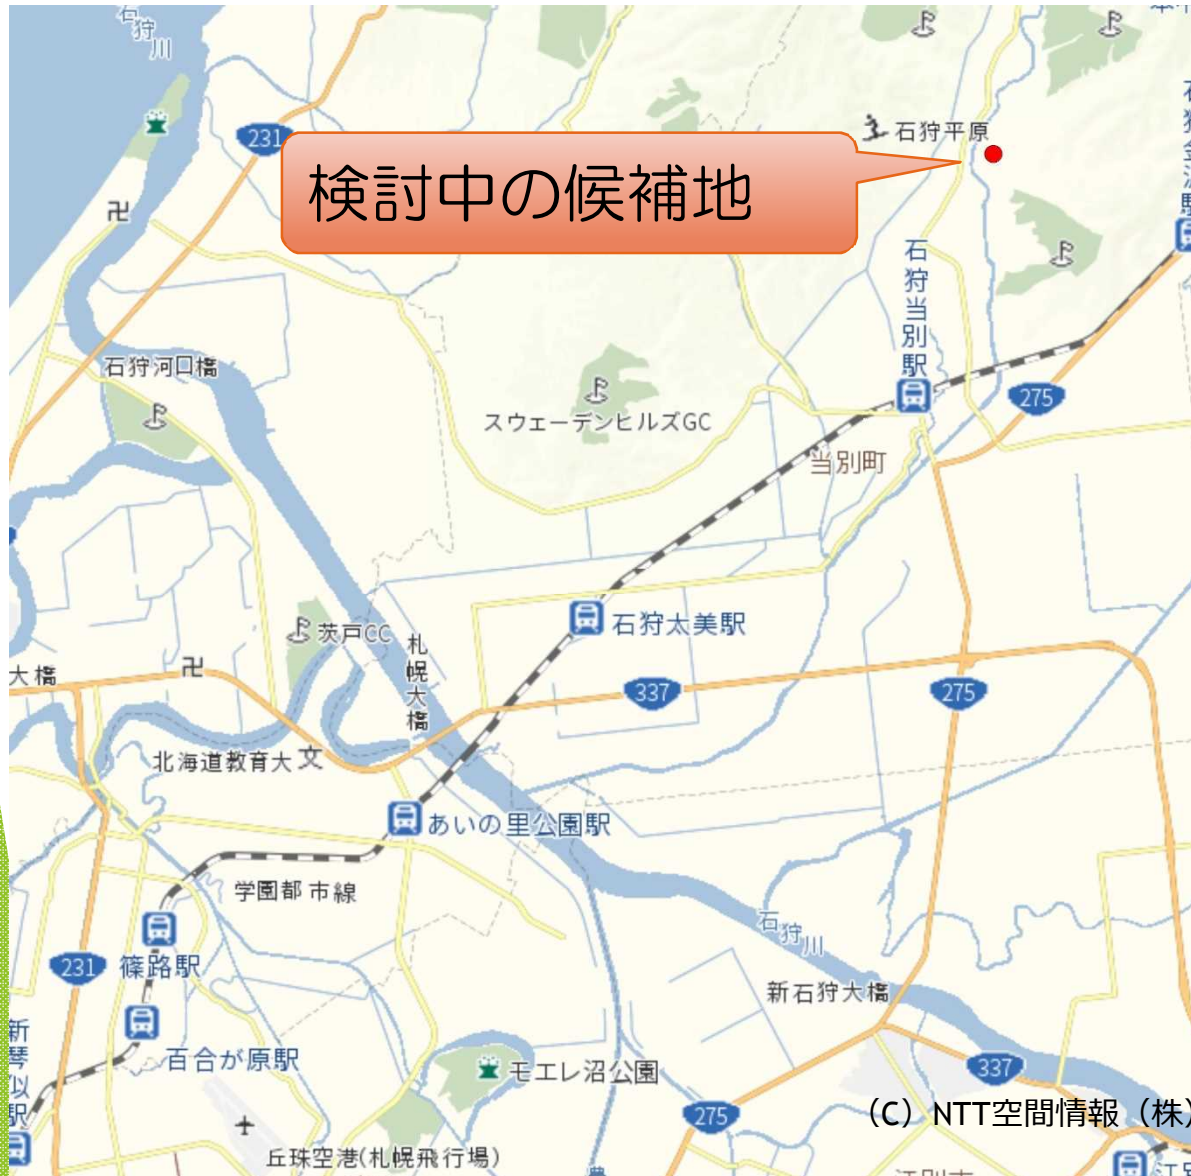 石狩川
231
検討中の候補地
石狩平原
石狩当別駅
石狩河口橋
スウェーデンヒルズGC
275
当別町
茨戸CC
札幌大橋
石狩太美駅
大橋
337
275
北海道教育大
あいの里公園駅
学園都市線
石狩川
231
篠路駅
新石狩大橋
新琴似駅
百合が原駅
モエレ沼公園
337
275
(C) NTT空間情報(株)
丘珠空港(札幌飛行場)